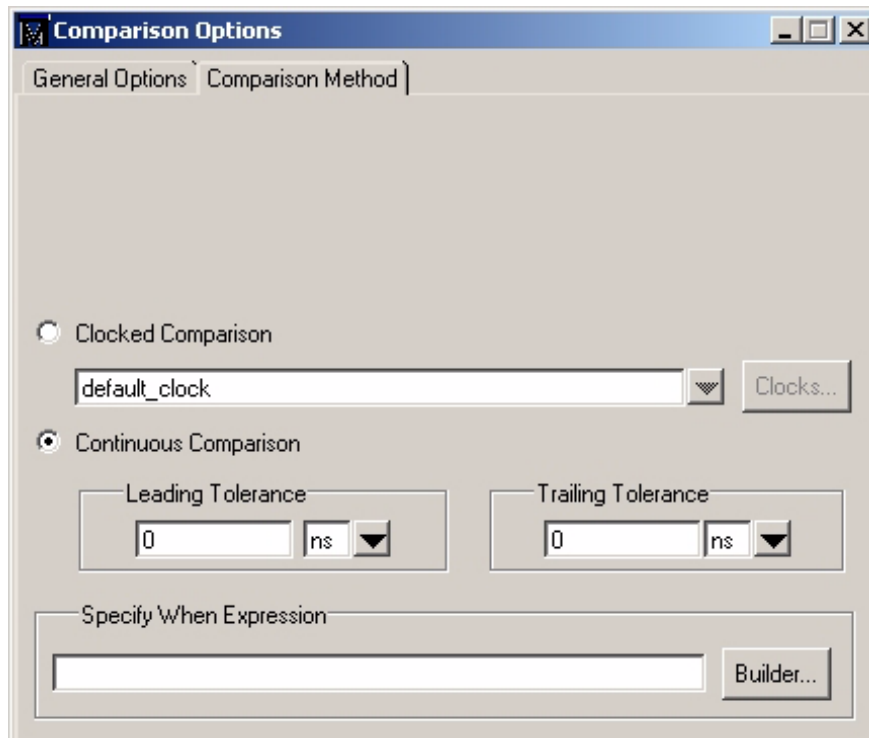 Comparison Options
General Options Comparison Method
Clocked Comparison
default_clock Clocks...
Continuous Comparison
Leading Tolerance Trailing Tolerance
0 ns 0 ns
Specify When Expression
Builder...